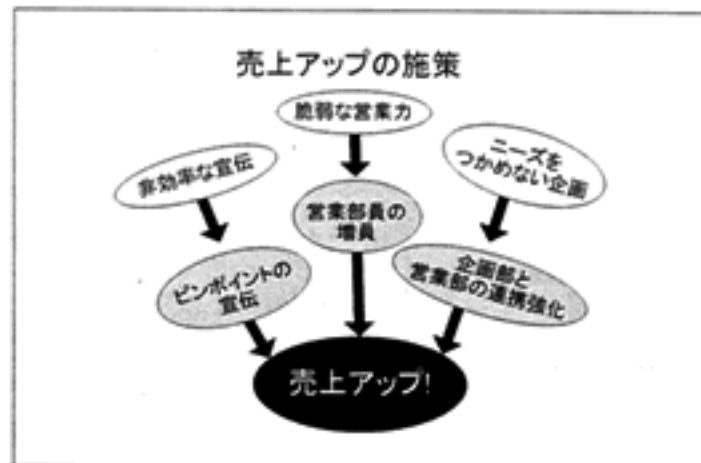 売上アップの施策
脆弱な営業力
非効率な宣伝
ニーズを
つかめない企画
営業部員の
増員
ピンポイントの
宣伝
企画部と
営業部の連携強化
売上アップ!